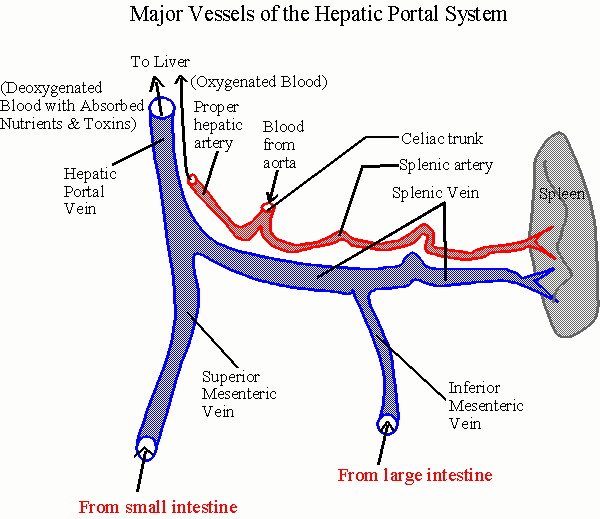 Major Vessels of the Hepatic Portal System
To Liver
(Deoxygenated
Blood with Absorbed
Nutrients & Toxins)
(Oxygenated Blood)
Proper
hepatic
artery
Blood
from
aorta
Celiac trunk
Splenic artery
Splenic Vein
Spleen
Hepatic
Portal
Vein
Superior
Mesenteric
Vein
Inferior
Mesenteric
Vein
From large intestine
From small intestine